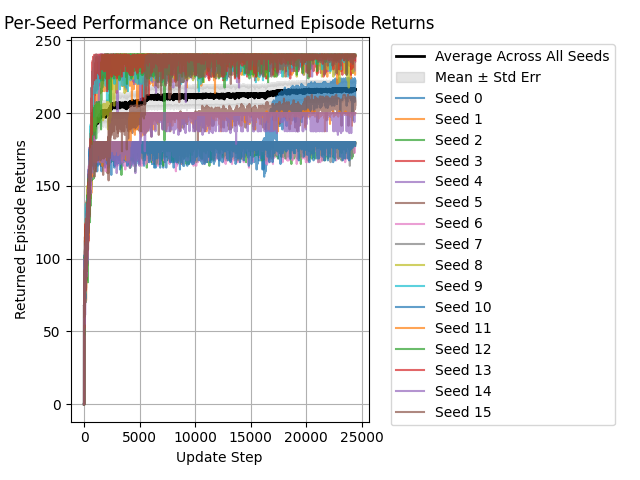 Per-Seed Performance on Returned Episode Returns
Returned Episode Returns
250
200
150
100
50
0
0 5000 10000 15000 20000 25000
Update Step
Average Across All Seeds
Mean ± Std Err
Seed 0
Seed 1
Seed 2
Seed 3
Seed 4
Seed 5
Seed 6
Seed 7
Seed 8
Seed 9
Seed 10
Seed 11
Seed 12
Seed 13
Seed 14
Seed 15